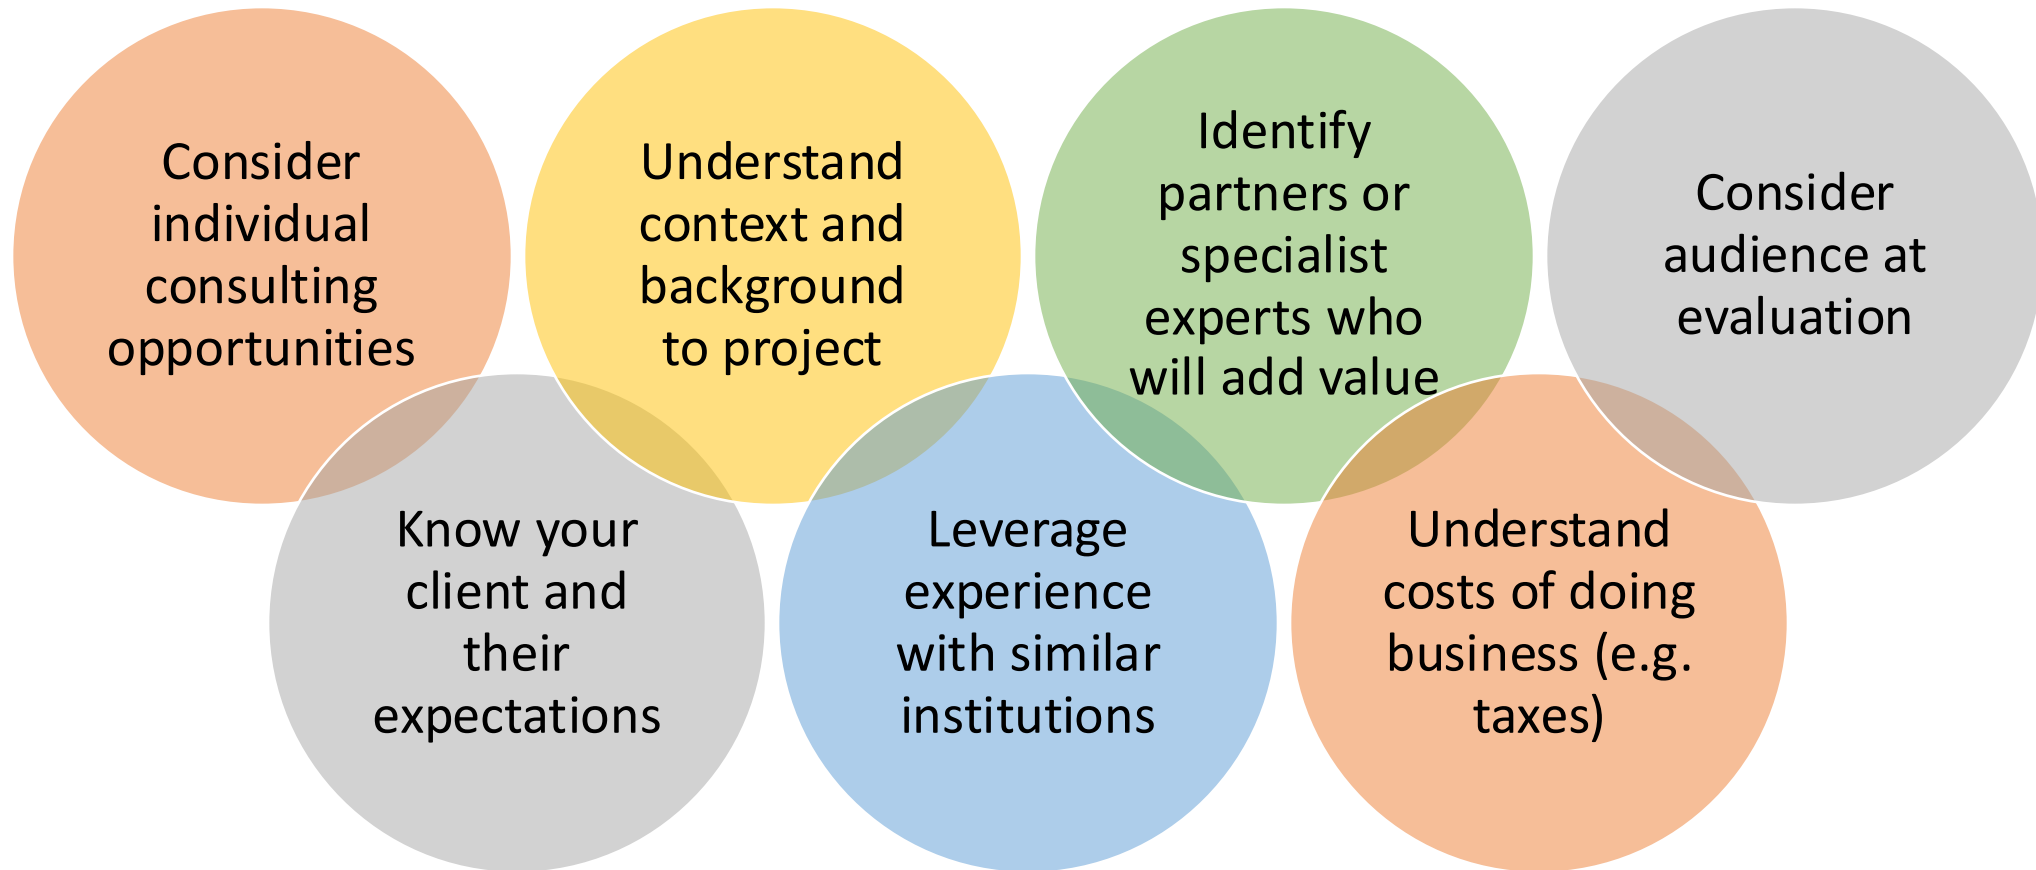 Consider
individual
consulting
opportunities
Know your
client and
their
expectations
Understand
context and
background
to project
Leverage
experience
with similar
institutions
Identify
partners or
specialist
experts who
will add value
Understand
costs of doing
business (e.g.
taxes)
Consider
audience at
evaluation